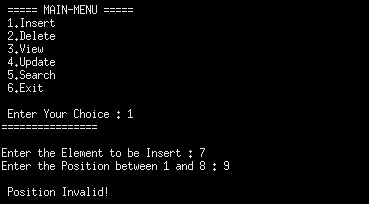 ===== MAIN-MENU =====
1.Insert
2.Delete
3.View
4.Update
5.Search
6.Exit
Enter Your Choice : 1
================
Enter the Element to be Insert : 7
Enter the Position between 1 and 8 : 9
Position Invalid!